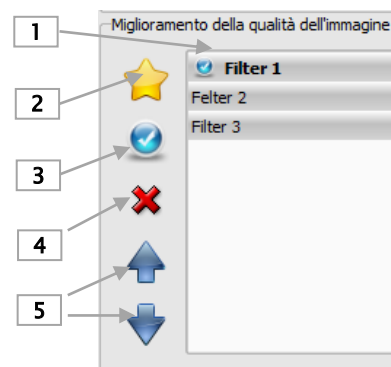 1
Miglioramento della qualità dell'immagine
Filter 1
2
Felter 2
Filter 3
3
4
5